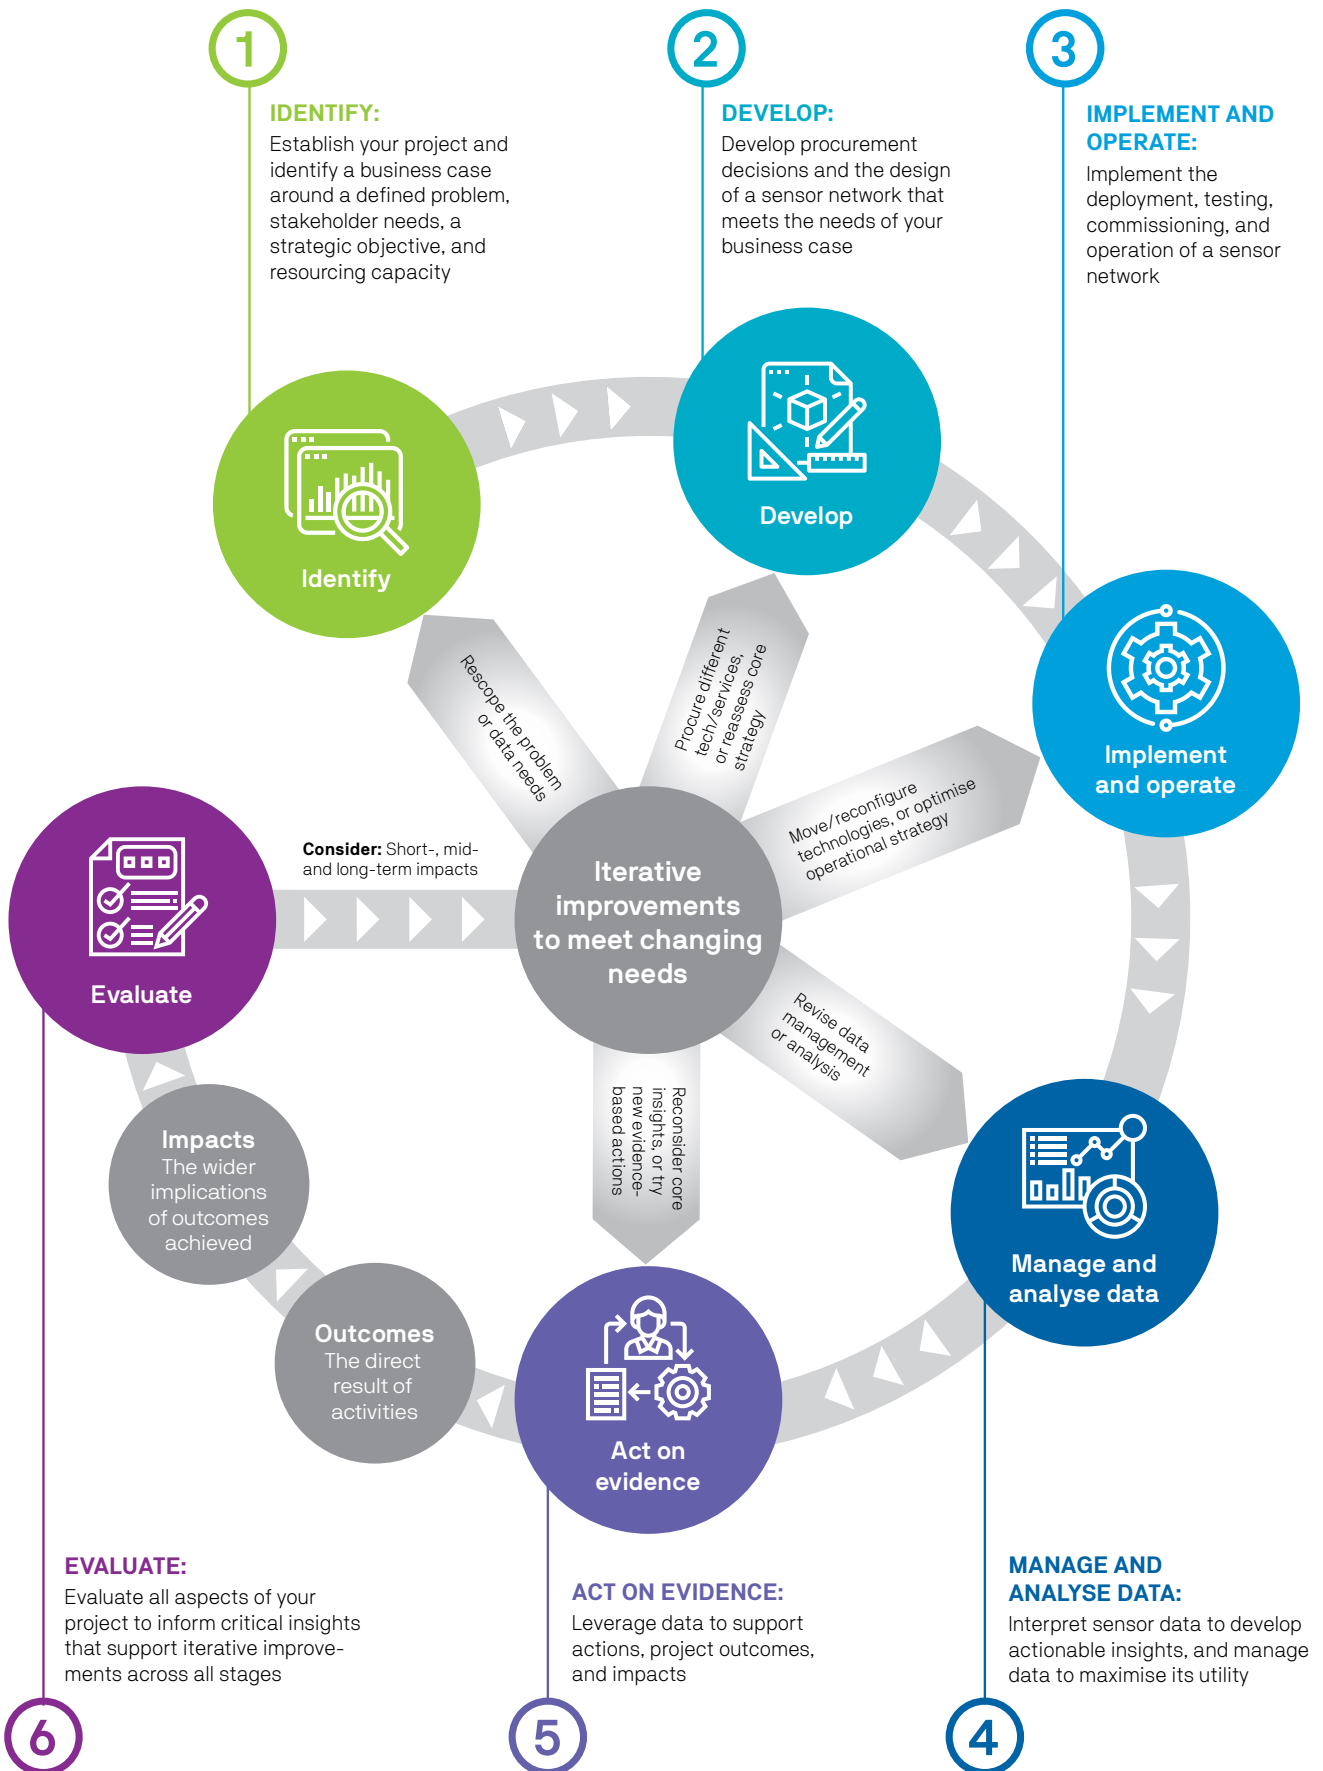 1
IDENTIFY:
Establish your project and
identify a business case
around a defined problem,
stakeholder needs, a
strategic objective, and
resourcing capacity
2
DEVELOP:
Develop procurement
decisions and the design
of a sensor network that
meets the needs of your
business case
3
IMPLEMENT AND
OPERATE:
Implement the
deployment, testing,
commissioning, and
operation of a sensor
network
Identify
Develop
Implement
and operate
Rescope the problem
or data needs
Procure different
tech/services,
or reassess core
strategy
Move/reconfigure
technologies, or optimise
operational strategy
Consider: Short-, mid-
and long-term impacts
Iterative
improvements
to meet changing
needs
Evaluate
Revise data
management
or analysis
Reconsider core
insights, or try
new evidence-
based actions
Impacts
The wider
implications
of outcomes
achieved
Outcomes
The direct
result of
activities
Manage and
analyse data
Act on
evidence
EVALUATE:
Evaluate all aspects of your
project to inform critical insights
that support iterative improve-
ments across all stages
6
ACT ON EVIDENCE:
Leverage data to support
actions, project outcomes,
and impacts
5
MANAGE AND
ANALYSE DATA:
Interpret sensor data to develop
actionable insights, and manage
data to maximise its utility
4